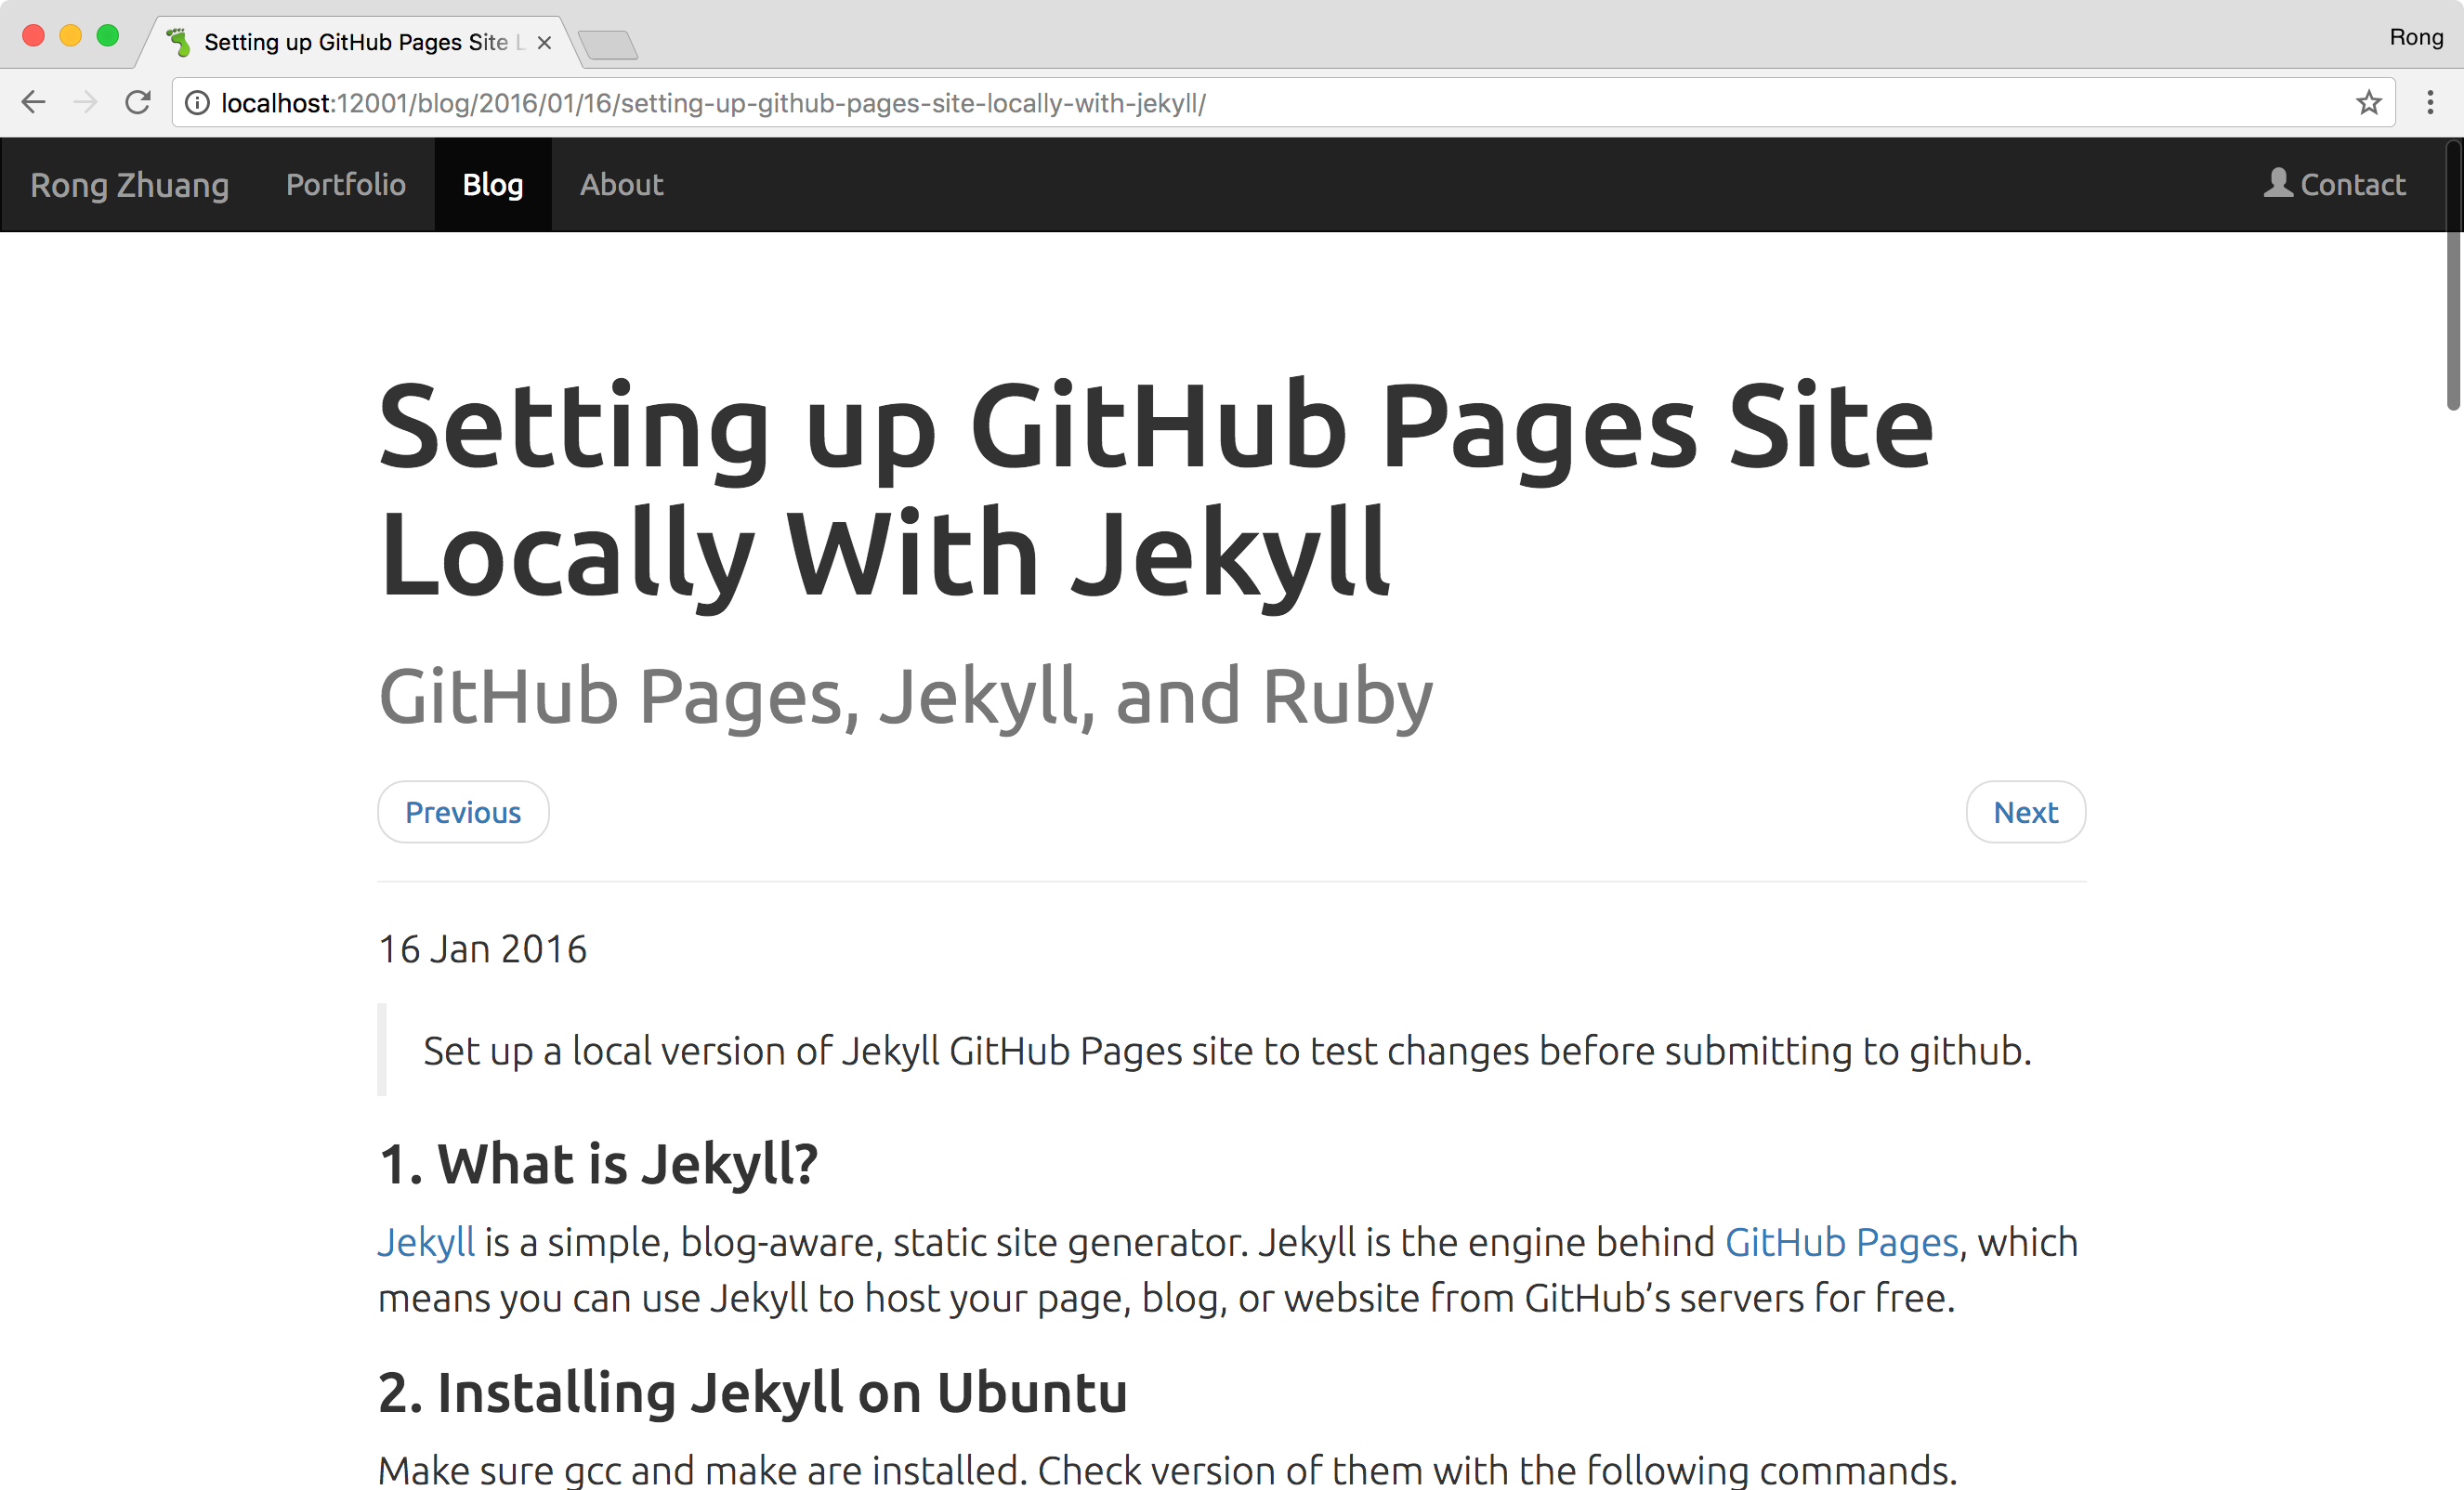 Setting up GitHub Pages Site L
Rong
localhost:12001/blog/2016/01/16/setting-up-github-pages-site-locally-with-jekyll/
Rong Zhuang Portfolio Blog About Contact
Setting up GitHub Pages Site
Locally With Jekyll
GitHub Pages, Jekyll, and Ruby
Previous Next
16 Jan 2016
Set up a local version of Jekyll GitHub Pages site to test changes before submitting to github.
1. What is Jekyll?
Jekyll is a simple, blog-aware, static site generator. Jekyll is the engine behind GitHub Pages, which
means you can use Jekyll to host your page, blog, or website from GitHub’s servers for free.
2. Installing Jekyll on Ubuntu
Make sure gcc and make are installed. Check version of them with the following commands.